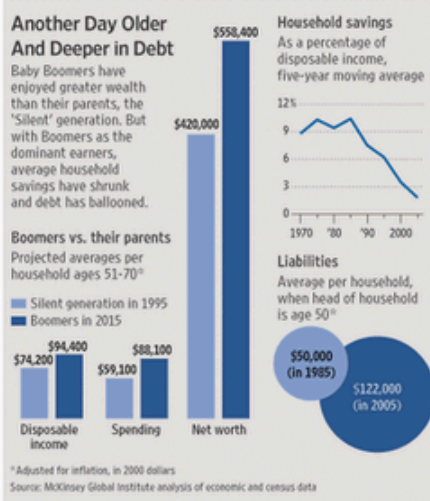 Another Day Older
And Deeper in Debt
Baby Boomers have
enjoyed greater wealth
than their parents, the
'Silent' generation. But
with Boomers as the
dominant earners,
average household
savings have shrunk
and debt has ballooned.
Boomers vs. their parents
Projected averages per
household ages 51-70*
Silent generation in 1995
Boomers in 2015
$74,200
$94,400
Disposable
income
$59,100
$88,100
Spending
$420,000
$558,400
Net worth
Household savings
As a percentage of
disposable income,
five-year moving average
12%
9
6
3
0
1970 '80 '90 2000
Liabilities
Average per household,
when head of household
is age 50*
$50,000
(in 1985)
$122,000
(in 2005)
*Adjusted for inflation, in 2000 dollars
Source: McKinsey Global Institute analysis of economic and census data